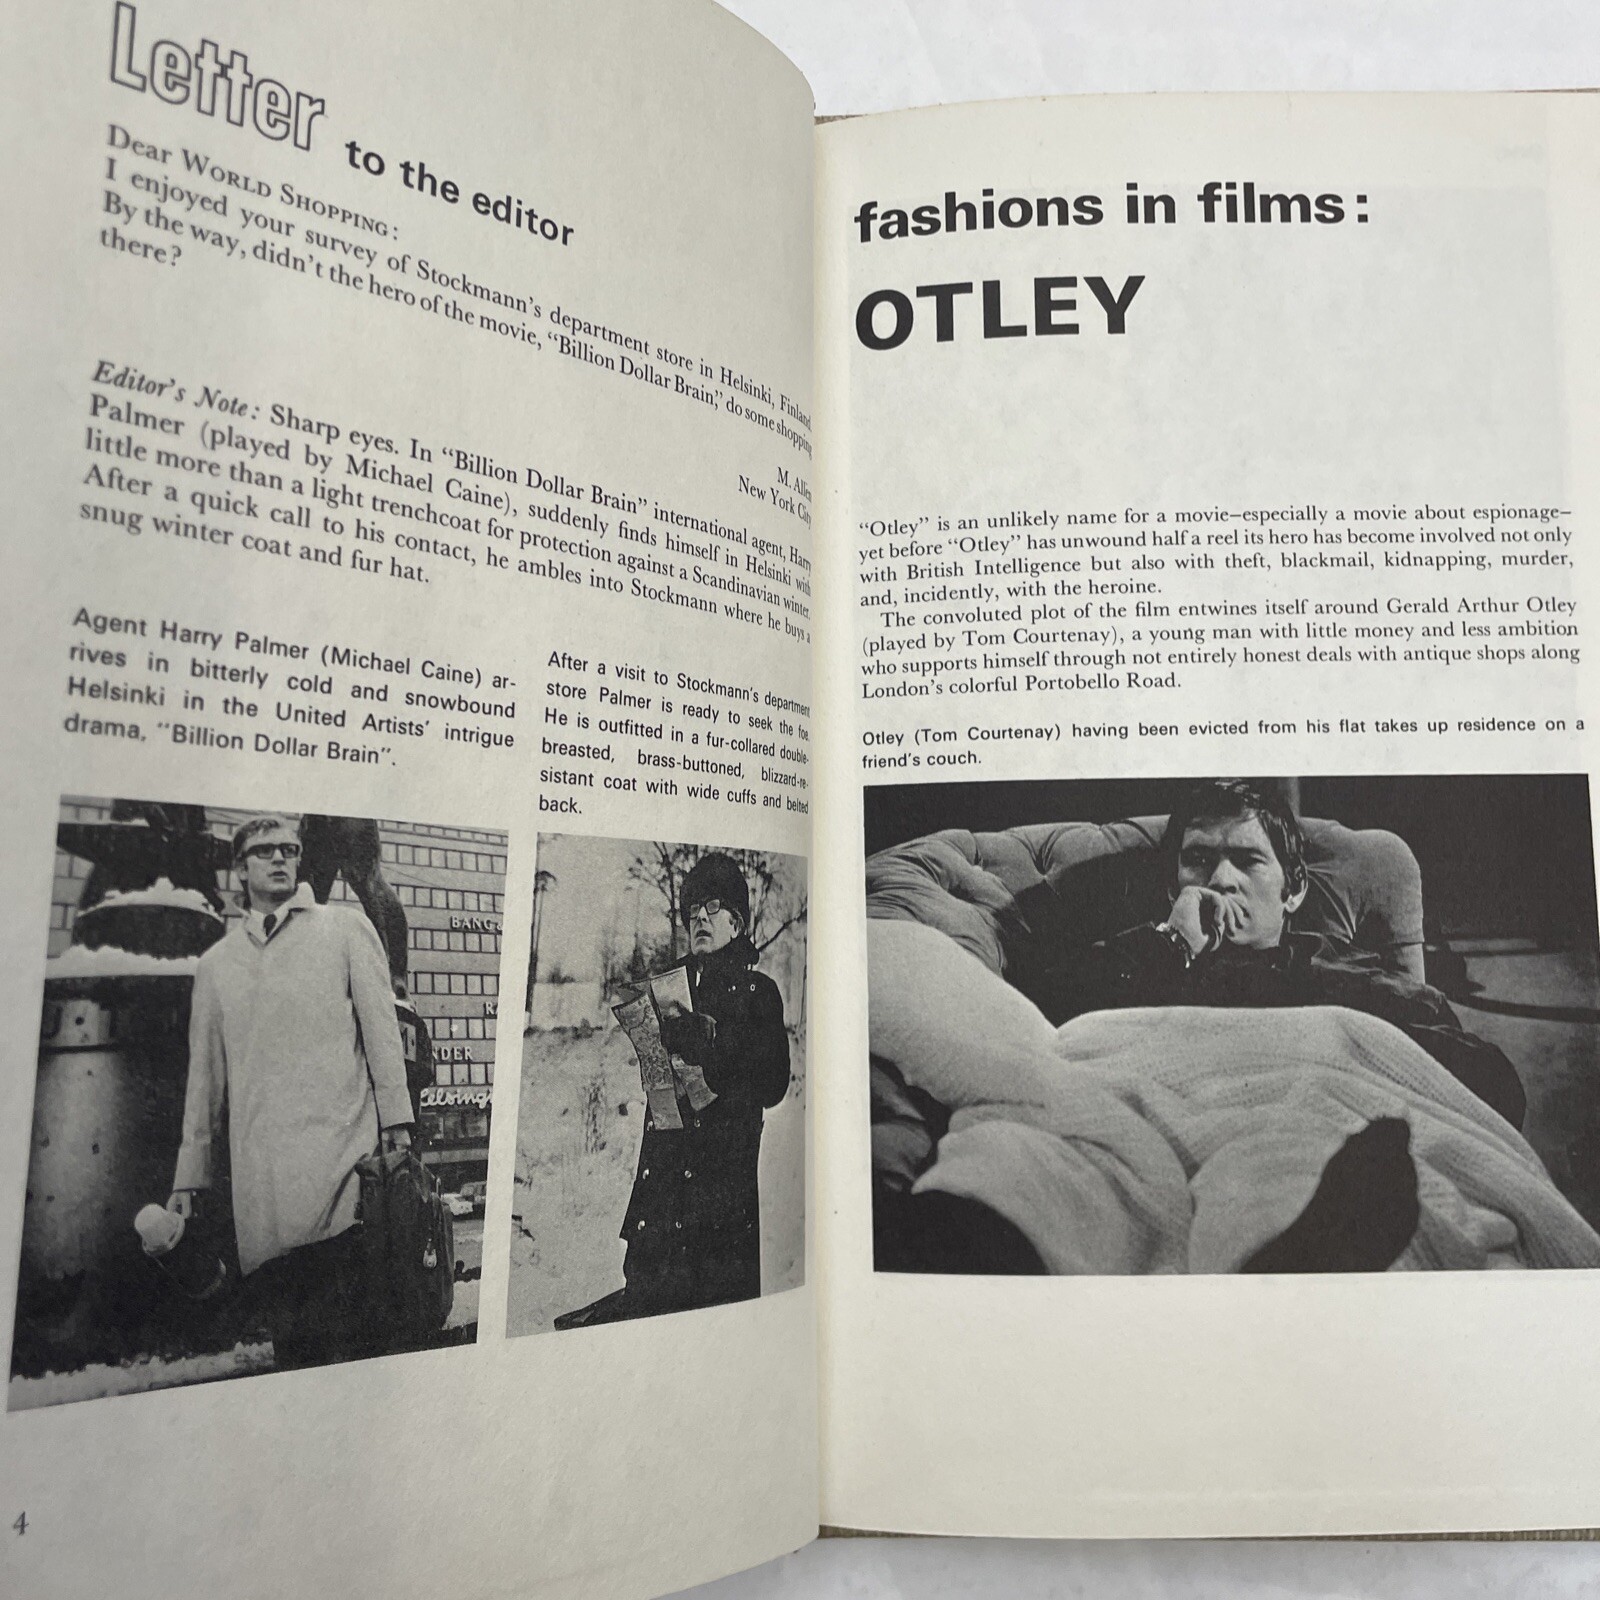 Letter to the editor
Dear WORLD SHOPPING:
I enjoyed your survey of Stockmann's department store in Helsinki, Finland.
By the way, didn't the hero of the movie, "Billion Dollar Brain," do some shopping
there?
M. Allen
New York City
Editor's Note: Sharp eyes. In "Billion Dollar Brain" international agent, Harry
Palmer (played by Michael Caine), suddenly finds himself in Helsinki with
little more than a light trenchcoat for protection against a Scandinavian winter.
After a quick call to his contact, he ambles into Stockmann where he buys a
snug winter coat and fur hat.
Agent Harry Palmer (Michael Caine) ar-
rives in bitterly cold and snowbound
Helsinki in the United Artists' intrigue
drama, "Billion Dollar Brain".
After a visit to Stockmann's department
store Palmer is ready to seek the foe.
He is outfitted in a fur-collared double-
breasted, brass-buttoned, blizzard-re-
sistant coat with wide cuffs and belted
back.
BANG
NDER
4
fashions in films:
OTLEY
"Otley" is an unlikely name for a movie—especially a movie about espionage—
yet before "Otley" has unwound half a reel its hero has become involved not only
with British Intelligence but also with theft, blackmail, kidnapping, murder,
and, incidently, with the heroine.
The convoluted plot of the film entwines itself around Gerald Arthur Otley
(played by Tom Courtenay), a young man with little money and less ambition
who supports himself through not entirely honest deals with antique shops along
London's colorful Portobello Road.
Otley (Tom Courtenay) having been evicted from his flat takes up residence on a
friend's couch.